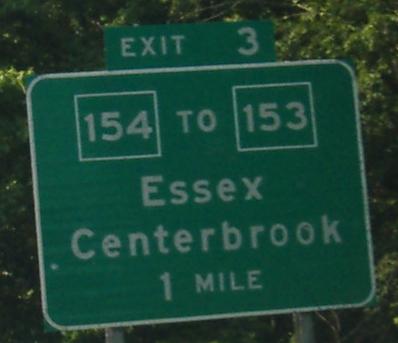 EXIT 3
154 TO 153
Essex
Centerbrook
1 MILE